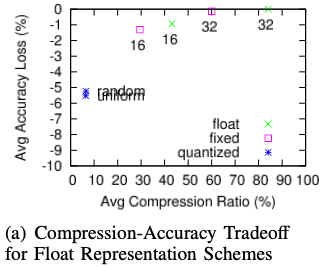 0
-1
-2
-3
-4
-5
-6
-7
-8
-9
-10
Avg Accuracy Loss (%)
16
16
32
32
random
uniform
float
fixed
quantized
0 10 20 30 40 50 60 70 80 90 100
Avg Compression Ratio (%)
(a) Compression-Accuracy Tradeoff
for Float Representation Schemes